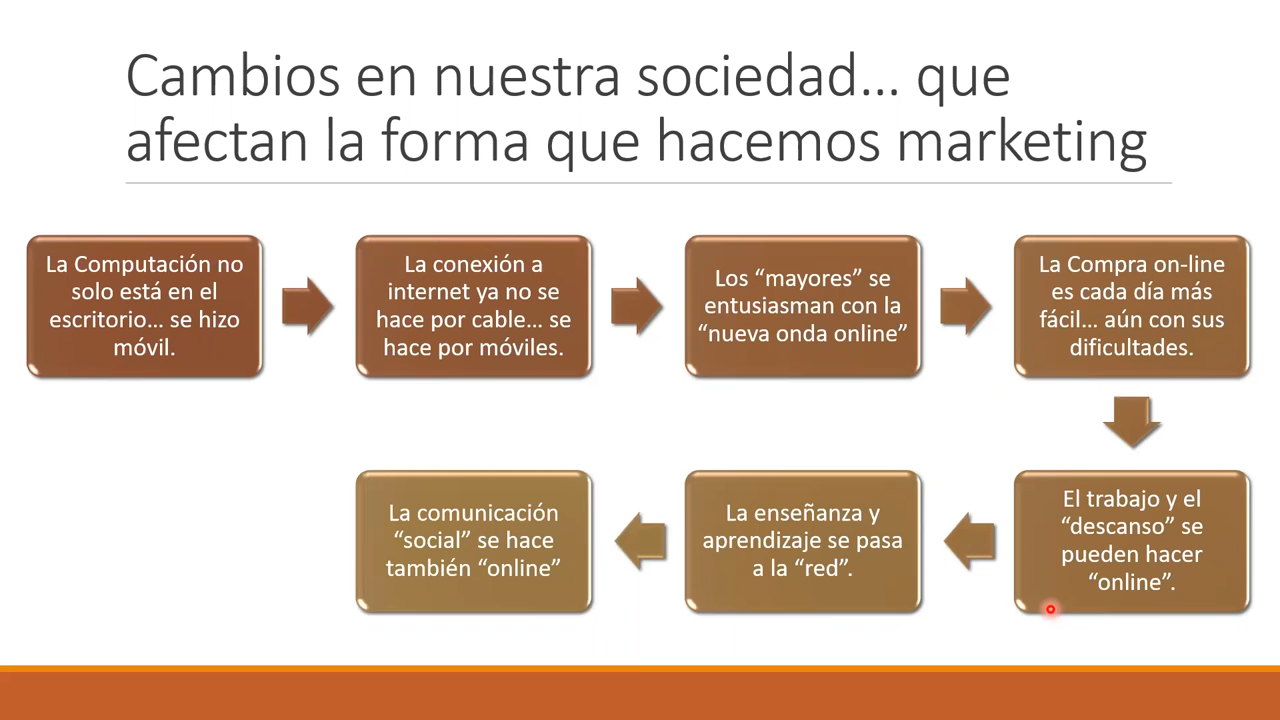 Cambios en nuestra sociedad... que
afectan la forma que hacemos marketing
La Computación no
solo está en el
escritorio... se hizo
móvil.
La conexión a
internet ya no se
hace por cable... se
hace por móviles.
Los “mayores” se
entusiasman con la
“nueva onda online”
La Compra on-line
es cada día más
fácil... aún con sus
dificultades.
El trabajo y el
“descanso” se
pueden hacer
“online”.
La enseñanza y
aprendizaje se pasa
a la “red”.
La comunicación
“social” se hace
también “online”